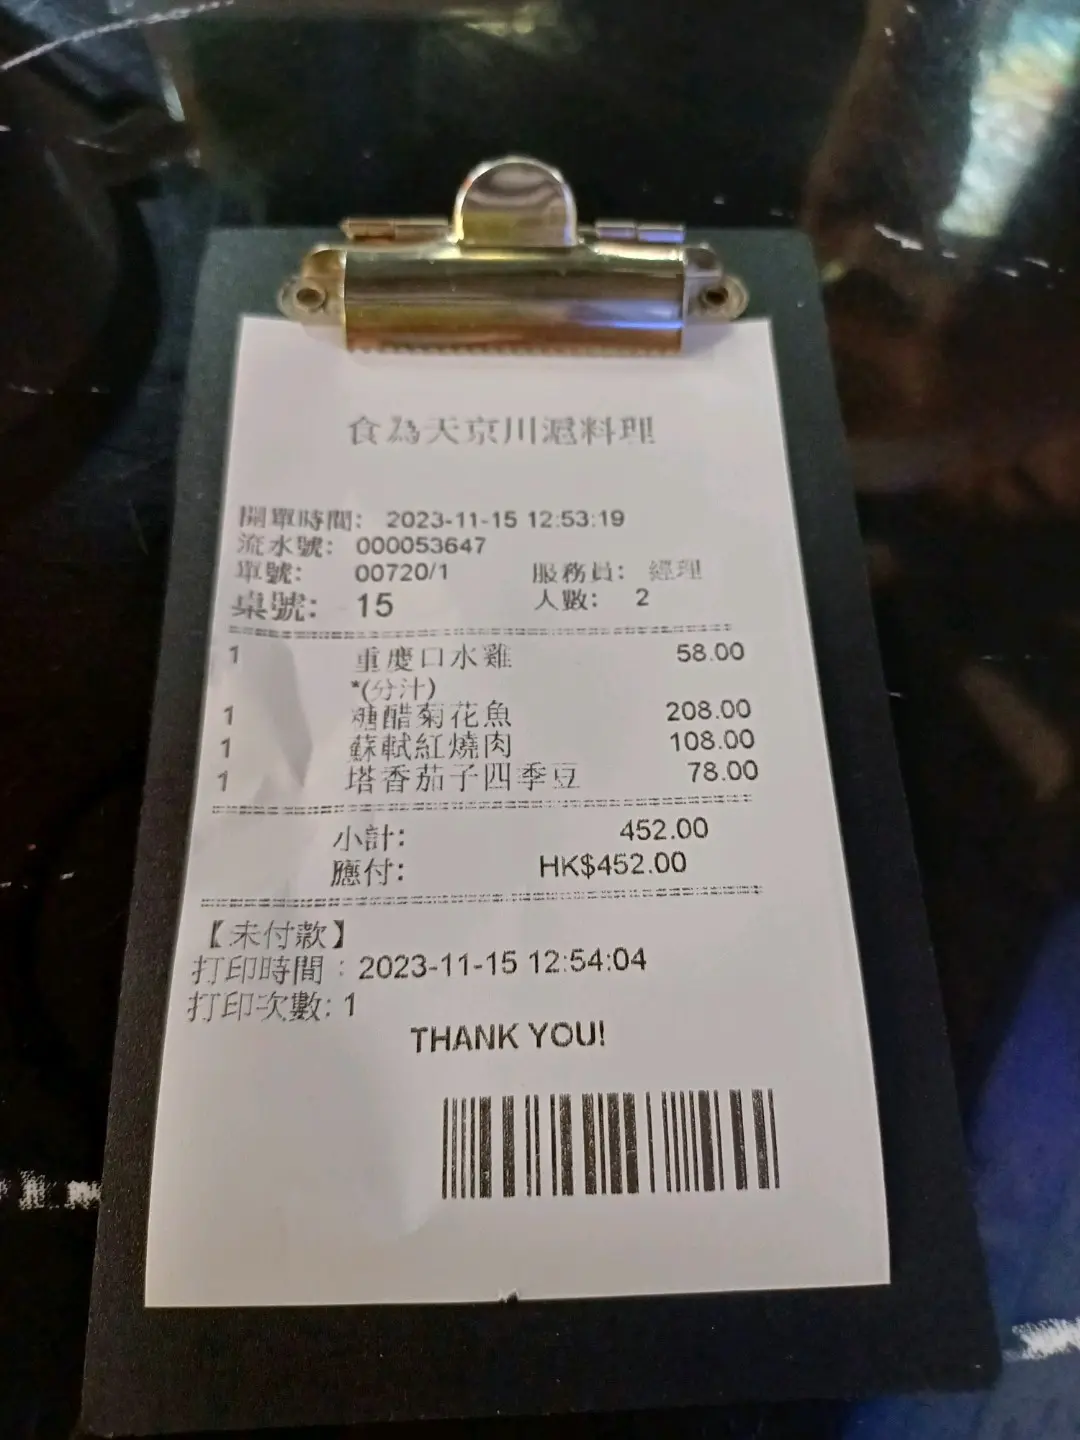 食為天京川滬料理
開單時間: 2023-11-15 12:53:19
流水號: 000053647
單號: 00720/1 服務員: 經理
桌號: 15 人數: 2
1 重慶口水雞 58.00
*(分汁)
1 糖醋菊花魚 208.00
1 蘇軾紅燒肉 108.00
1 塔香茄子四季豆 78.00
小計: 452.00
應付: HK$452.00
【未付款】
打印時間：2023-11-15 12:54:04
打印次數: 1
THANK YOU!